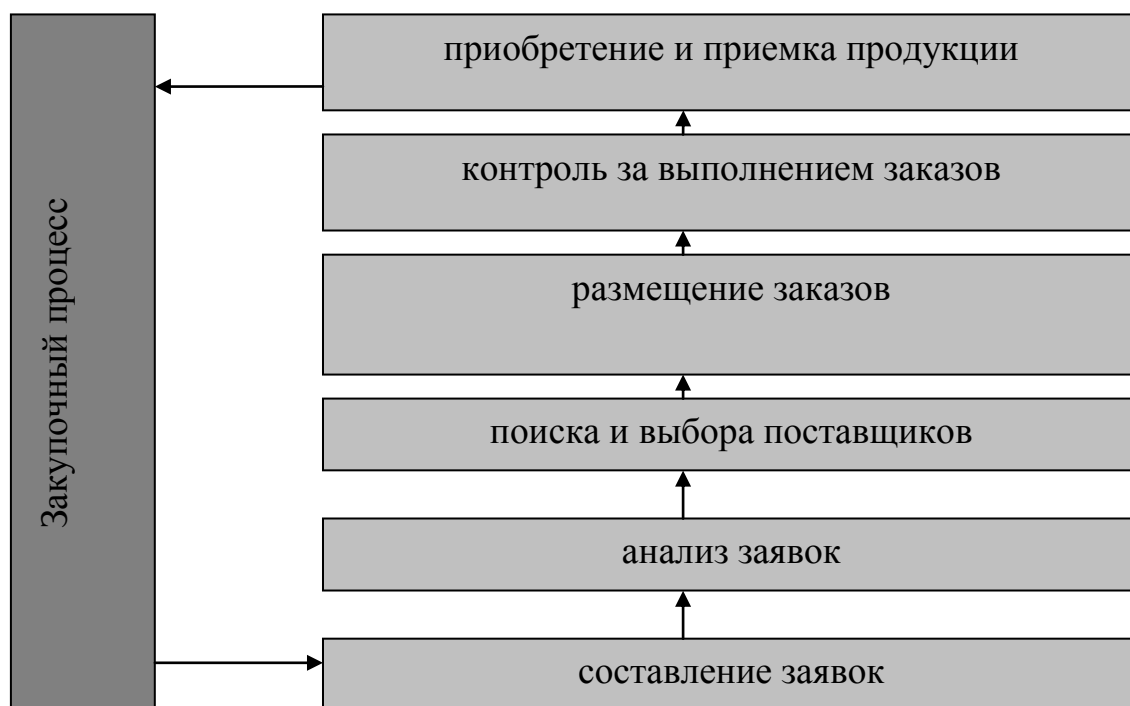 Закупочный процесс
приобретение и приемка продукции
контроль за выполнением заказов
размещение заказов
поиска и выбора поставщиков
анализ заявок
составление заявок